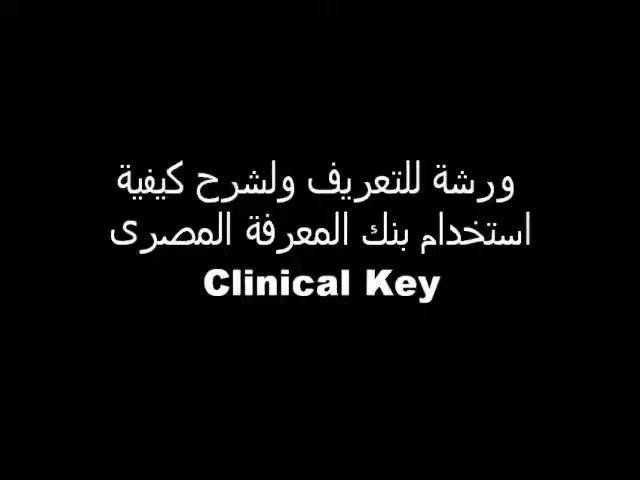 ورشة للتعريف ولشرح كيفية
استخدام بنك المعرفة المصرى
Clinical Key